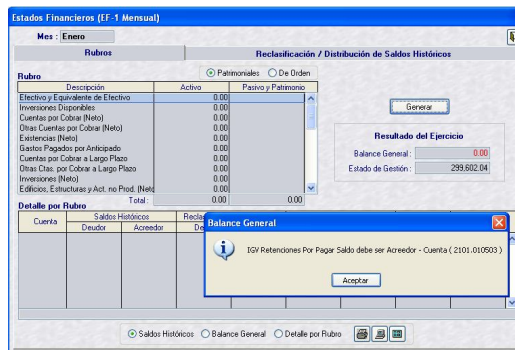 Estados Financieros (EF-1 Mensual)
Mes : Enero
Rubros
Reclasificación / Distribución de Saldos Históricos
Rubro
Patrimoniales
De Orden
Descripción Activo Pasivo y Patrimonio
Efectivo y Equivalente de Efectivo 0.00
Inversiones Disponibles 0.00
Cuentas por Cobrar (Neto) 0.00
Otras Cuentas por Cobrar (Neto) 0.00
Existencias (Neto) 0.00
Gastos Pagados por Anticipado 0.00
Cuentas por Cobrar a Largo Plazo 0.00
Otras Ctas. por Cobrar a Largo Plazo 0.00
Inversiones (Neto) 0.00
Edificios, Estructuras y Act. no Prod. (Neto 0.00
Total : 0.00 0.00
Generar
Resultado del Ejercicio
Balance General : 0.00
Estado de Gestión : 299,602.04
Detalle por Rubro
Cuenta
Saldos Históricos
Deudor Acreedor
Reclas
De
Balance General
IGV Retenciones Por Pagar Saldo debe ser Acreedor - Cuenta ( 2101.010503 )
Aceptar
Saldos Históricos
Balance General
Detalle por Rubro